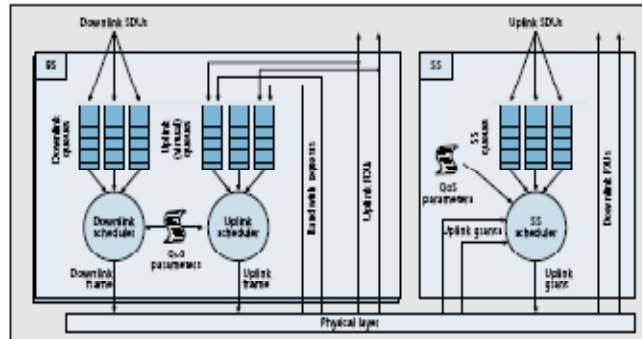 Downlink SDUs
Uplink SDUs
BS
SS
Downlink
queues
Uplink
(virtual)
queues
Bandwidth requests
Uplink PDUs
SS
queues
Downlink PDUs
QoS
parameters
Downlink
scheduler
Uplink
scheduler
QoS
parameters
Uplink grants
SS
scheduler
Downlink
frame
Uplink
frame
Uplink
grant
Physical layer